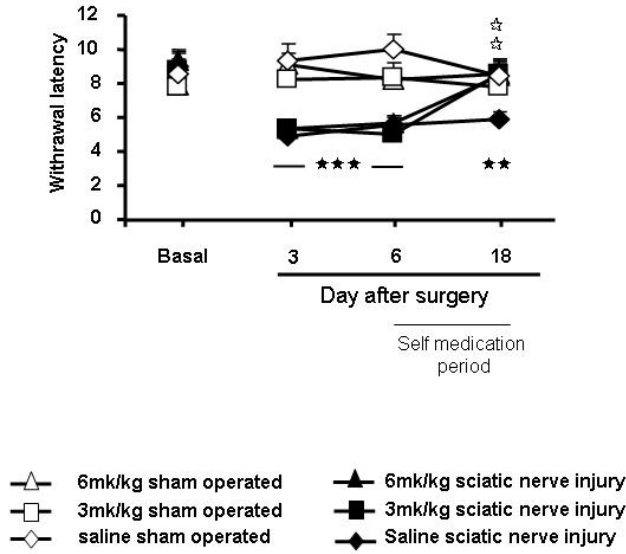 Withrawal latency
12
10
8
6
4
2
0
☆
☆
★★★
★★
Basal
3
6
18
Day after surgery
Self medication
period
6mk/kg sham operated
3mk/kg sham operated
saline sham operated
6mk/kg sciatic nerve injury
3mk/kg sciatic nerve injury
Saline sciatic nerve injury